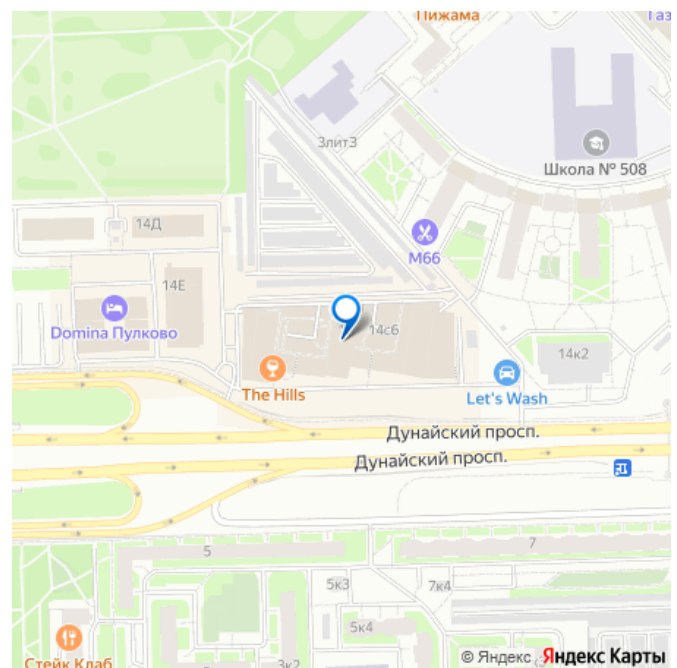 Пижама
Газ
3литЗ
Школа № 508
14Д
М66
14Е
Domina Пулково
14с6
14к2
The Hills
Let's Wash
Дунайский просп.
Дунайский просп.
5
7
5к3
7к4
5к4
Стейк Клаб
3к2
© Яндекс Яндекс Карты